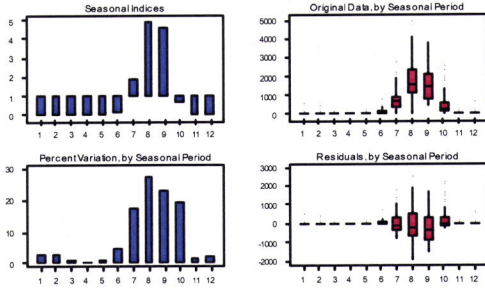 Seasonal Indices
5
4
3
2
1
0
1 2 3 4 5 6 7 8 9 10 11 12
Original Data, by Seasonal Period
5000
4000
3000
2000
1000
0
1 2 3 4 5 6 7 8 9 10 11 12
Percent Variation, by Seasonal Period
30
20
10
0
1 2 3 4 5 6 7 8 9 10 11 12
Residuals, by Seasonal Period
3000
2000
1000
0
-1000
-2000
1 2 3 4 5 6 7 8 9 10 11 12